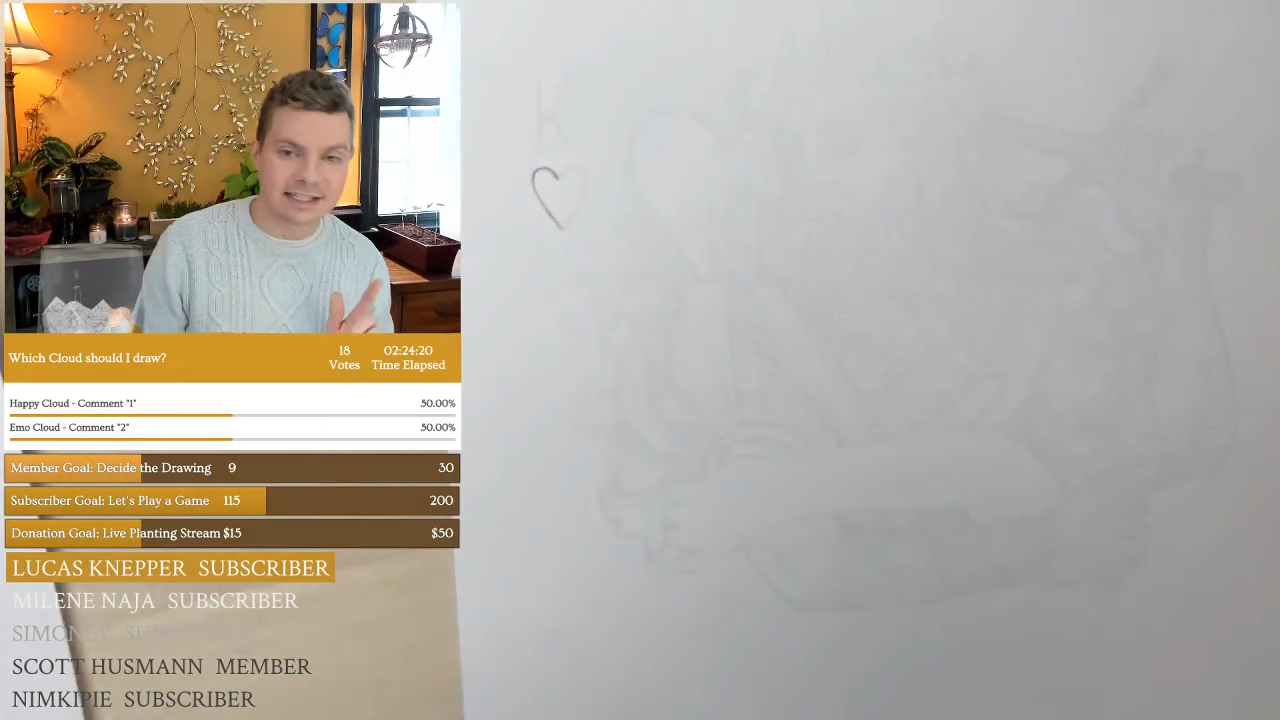 K
Which Cloud should I draw?
18 Votes
02:24:20 Time Elapsed
Happy Cloud - Comment "1" 50.00%
Emo Cloud - Comment "2" 50.00%
Member Goal: Decide the Drawing 9 30
Subscriber Goal: Let's Play a Game 115 200
Donation Goal: Live Planting Stream $15 $50
LUCAS KNEPPER SUBSCRIBER
MILENE NAJA SUBSCRIBER
SCOTT HUSMANN MEMBER
NIMKIPIE SUBSCRIBER